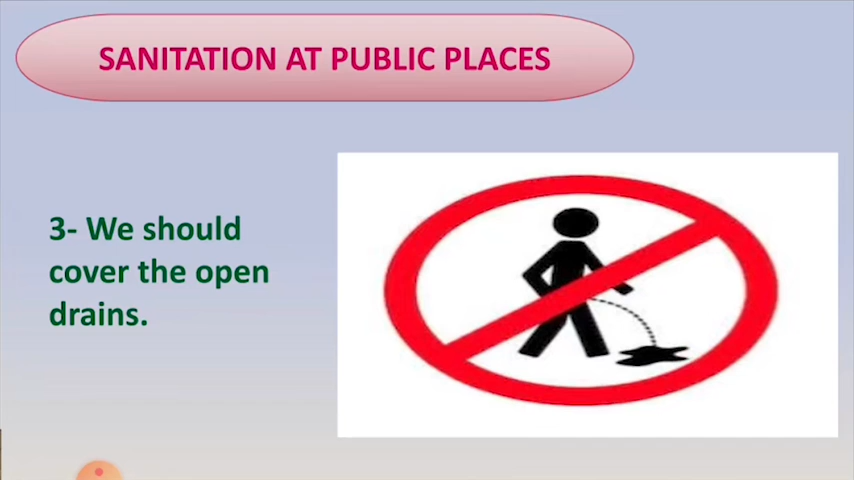 SANITATION AT PUBLIC PLACES
3- We should
cover the open
drains.